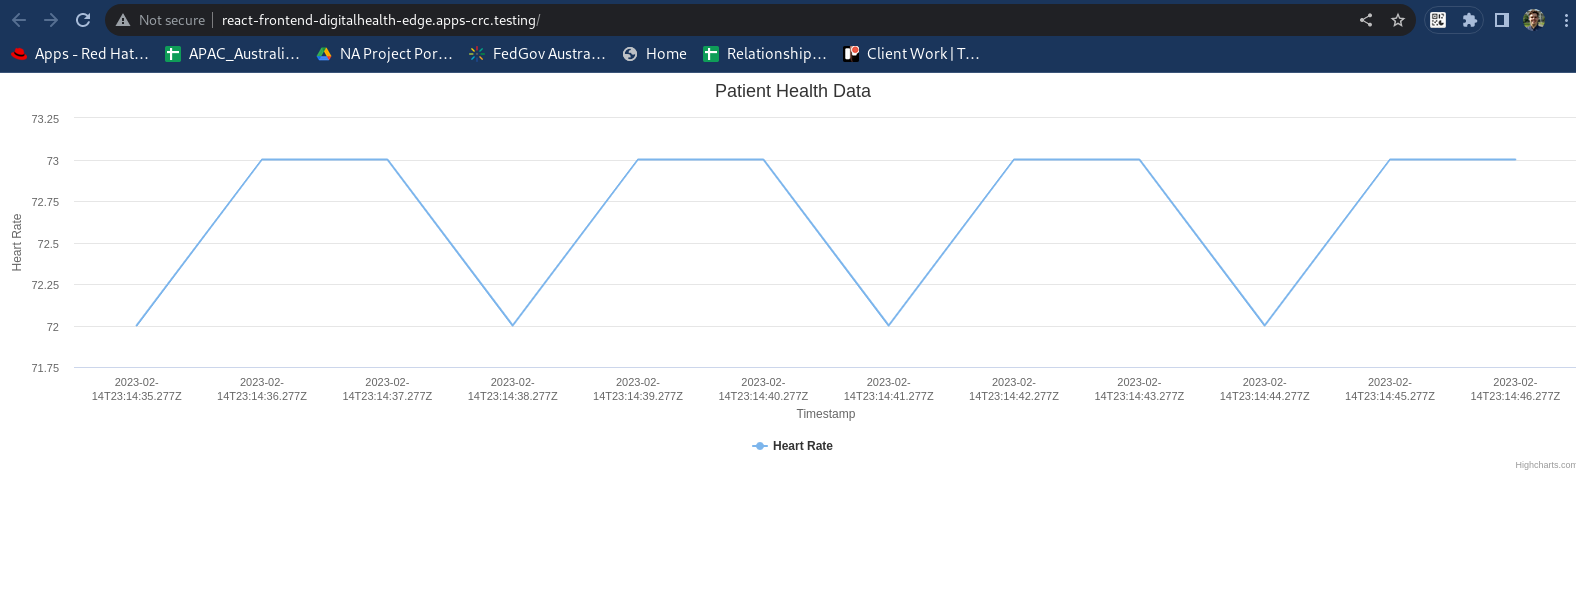 Not secure react-frontend-digitalhealth-edge.apps-crc.testing/
Apps - Red Hat... APAC_Australi... NA Project Por... FedGov Austra... Home Relationship... Client Work | T...
Patient Health Data
73.25
73
72.75
72.5
72.25
72
71.75
Heart Rate
2023-02-
14T23:14:35.277Z
2023-02-
14T23:14:36.277Z
2023-02-
14T23:14:37.277Z
2023-02-
14T23:14:38.277Z
2023-02-
14T23:14:39.277Z
2023-02-
14T23:14:40.277Z
2023-02-
14T23:14:41.277Z
2023-02-
14T23:14:42.277Z
2023-02-
14T23:14:43.277Z
2023-02-
14T23:14:44.277Z
2023-02-
14T23:14:45.277Z
2023-02-
14T23:14:46.277Z
Timestamp
Heart Rate
Highcharts.com